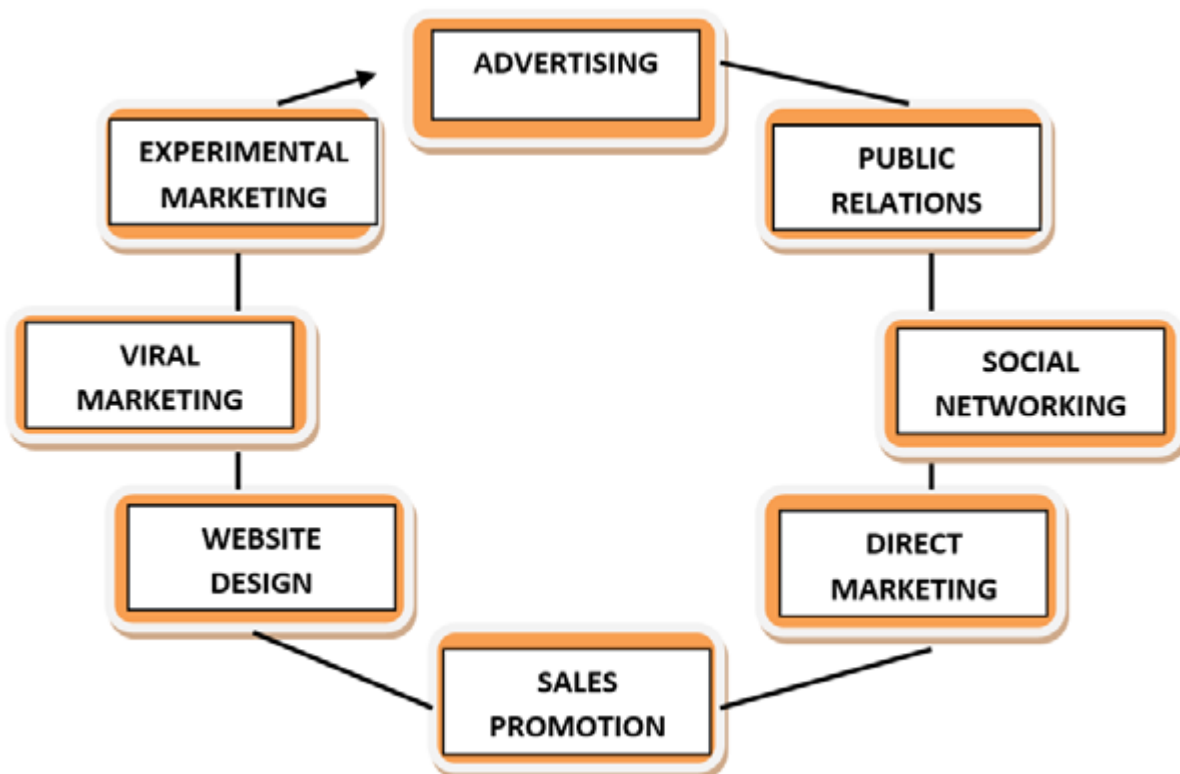 ADVERTISING
PUBLIC
RELATIONS
SOCIAL
NETWORKING
DIRECT
MARKETING
SALES
PROMOTION
WEBSITE
DESIGN
VIRAL
MARKETING
EXPERIMENTAL
MARKETING